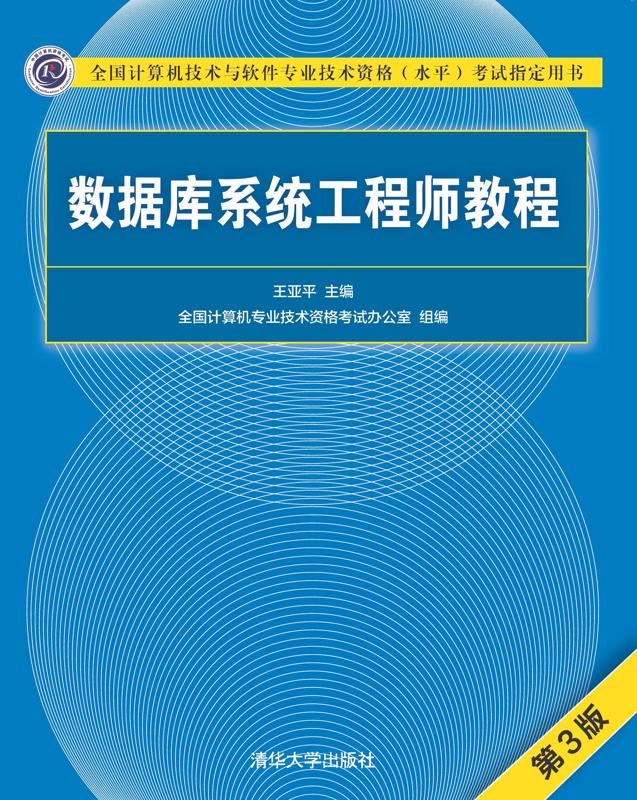 全国计算机技术与软件专业技术资格（水平）考试指定用书
数据库系统工程师教程
王亚平 主编
全国计算机专业技术资格考试办公室 组编
第3版
清华大学出版社